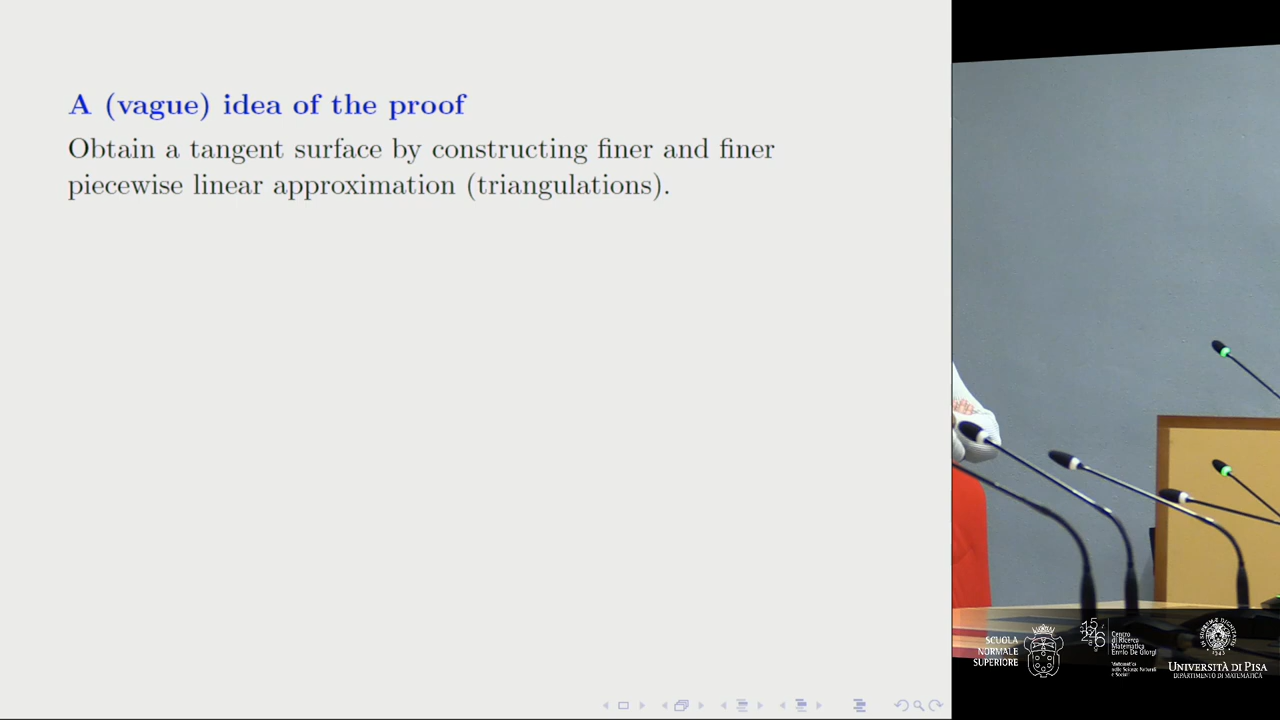 A (vague) idea of the proof
Obtain a tangent surface by constructing finer and finer
piecewise linear approximation (triangulations).
SCUOLA
NORMALE
SUPERIORE
Centro
di Ricerca
Matematica
Ennio De Giorgi
UNIVERSITÀ DI PISA
DIPARTIMENTO DI MATEMATICA